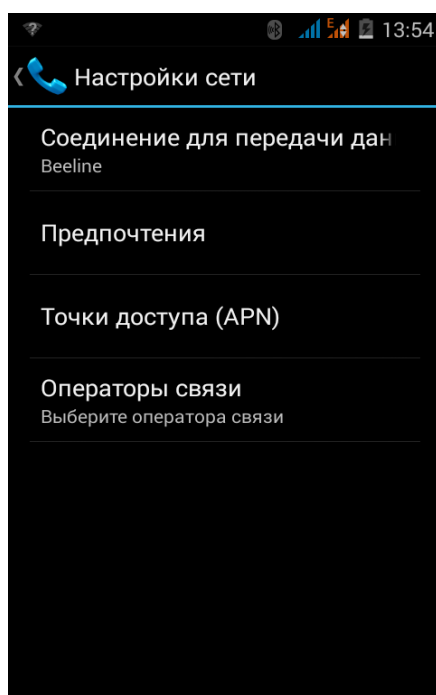 E 13:54
Настройки сети
Соединение для передачи дан
Beeline
Предпочтения
Точки доступа (APN)
Операторы связи
Выберите оператора связи